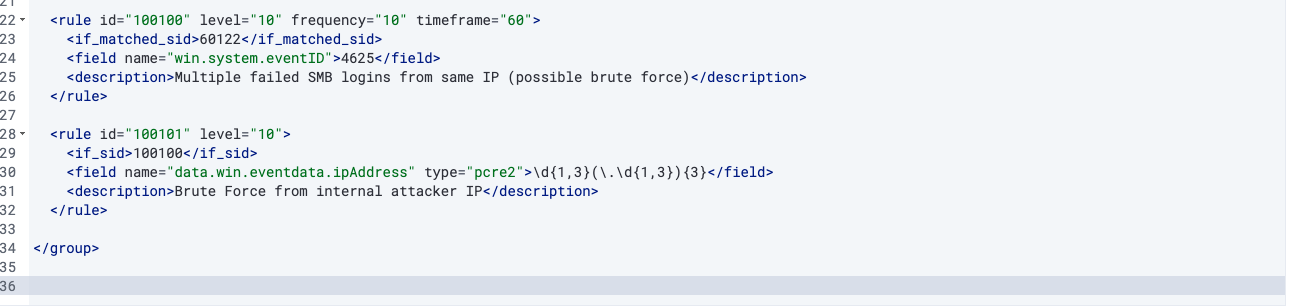 21
22 <rule id="100100" level="10" frequency="10" timeframe="60">
23 <if_matched_sid>60122</if_matched_sid>
24 <field name="win.system.eventID">4625</field>
25 <description>Multiple failed SMB logins from same IP (possible brute force)</description>
26 </rule>
27
28 <rule id="100101" level="10">
29 <if_sid>100100</if_sid>
30 <field name="data.win.eventdata.ipAddress" type="pcre2">\d{1,3}(\.\d{1,3}){3}</field>
31 <description>Brute Force from internal attacker IP</description>
32 </rule>
33
34 </group>
35
36